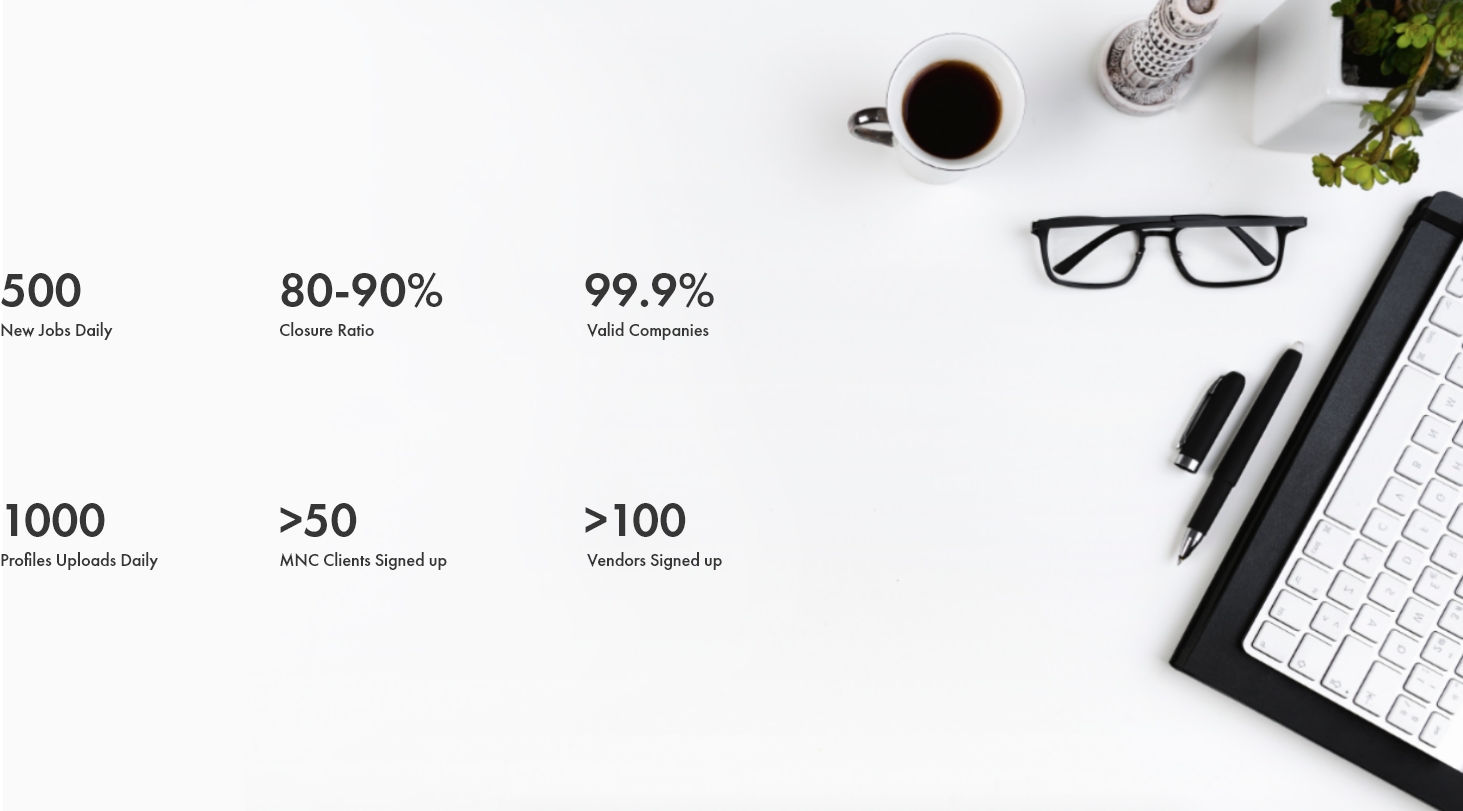 500
New Jobs Daily
80-90%
Closure Ratio
99.9%
Valid Companies
1000
Profiles Uploads Daily
>50
MNC Clients Signed up
>100
Vendors Signed up